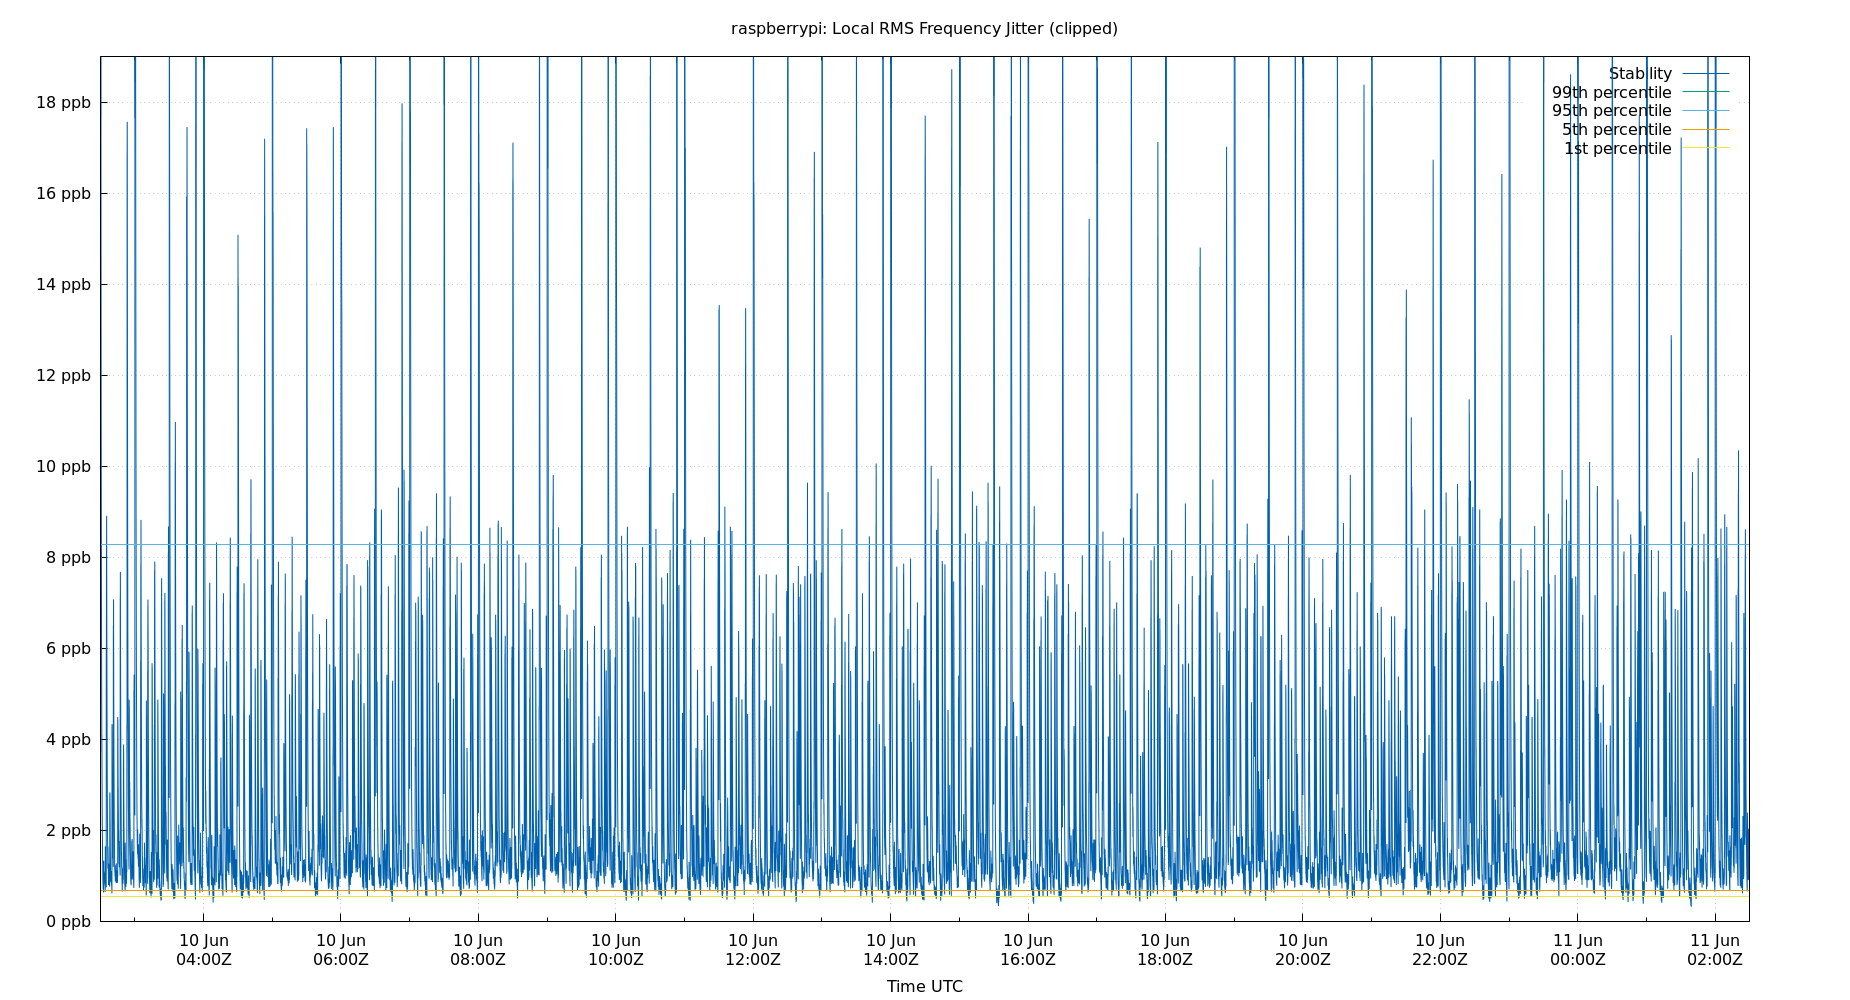 raspberrypi: Local RMS Frequency Jitter (clipped)
Stability
99th percentile
95th percentile
5th percentile
1st percentile
18 ppb
16 ppb
14 ppb
12 ppb
10 ppb
8 ppb
6 ppb
4 ppb
2 ppb
0 ppb
10 Jun 10 Jun 10 Jun 10 Jun 10 Jun 10 Jun 10 Jun 10 Jun 10 Jun 10 Jun 11 Jun 11 Jun
04:00Z 06:00Z 08:00Z 10:00Z 12:00Z 14:00Z 16:00Z 18:00Z 20:00Z 22:00Z 00:00Z 02:00Z
Time UTC